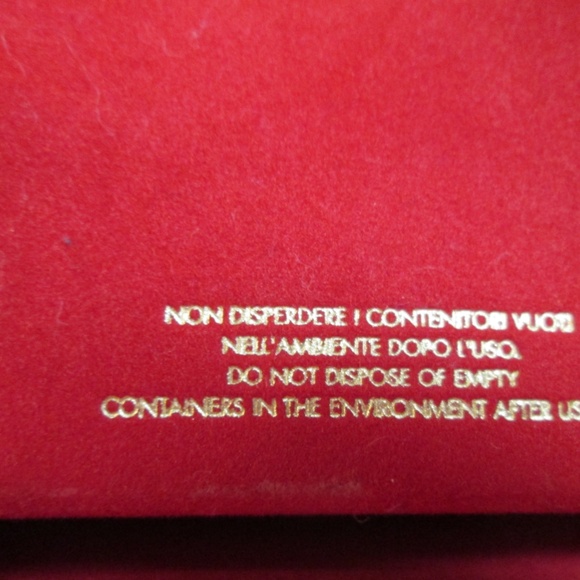 NON DISPERDERE I CONTENITORI VUOTI
NELL'AMBIENTE DOPO L'USO.
DO NOT DISPOSE OF EMPTY
CONTAINERS IN THE ENVIRONMENT AFTER US